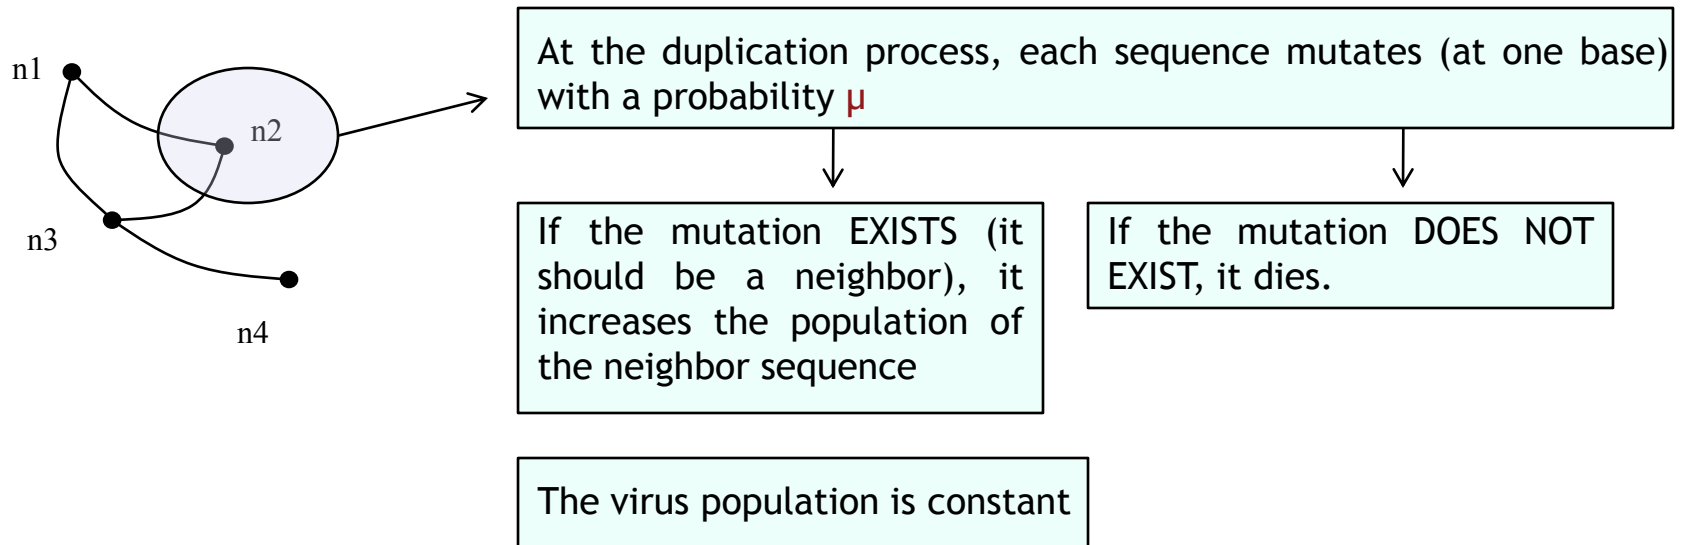 n1
n2
n3
n4
At the duplication process, each sequence mutates (at one base)
with a probability μ
If the mutation EXISTS (it
should be a neighbor), it
increases the population of
the neighbor sequence
If the mutation DOES NOT
EXIST, it dies.
The virus population is constant